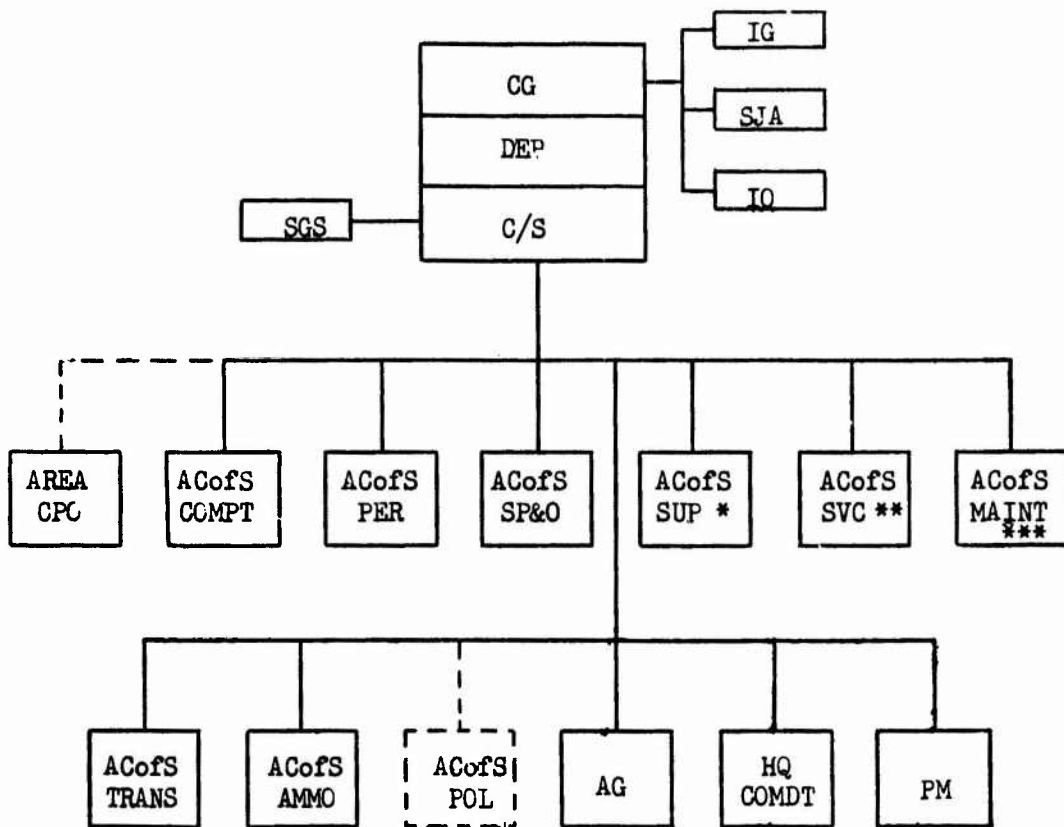 IG
CG
SJA
DEP
IO
SGS
C/S
AREA
CPO
ACofS
COMPT
ACofS
PER
ACofS
SP&O
ACofS
SUP *
ACofS
SVC **
ACofS
MAINT
***
ACofS
TRANS
ACofS
AMMO
ACofS
POL
AG
HQ
COMDT
PM